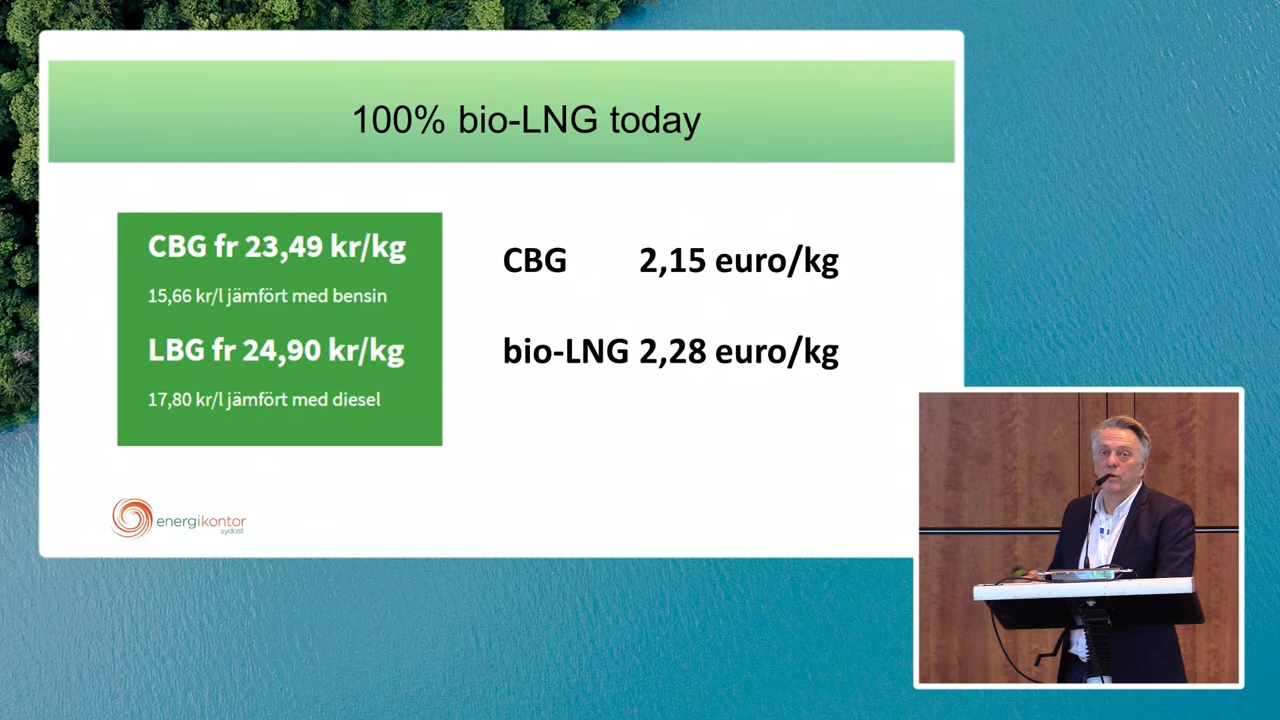 100% bio-LNG today
CBG fr 23,49 kr/kg
15,66 kr/l jämfört med bensin
LBG fr 24,90 kr/kg
17,80 kr/l jämfört med diesel
CBG 2,15 euro/kg
bio-LNG 2,28 euro/kg
energikontor
sydost